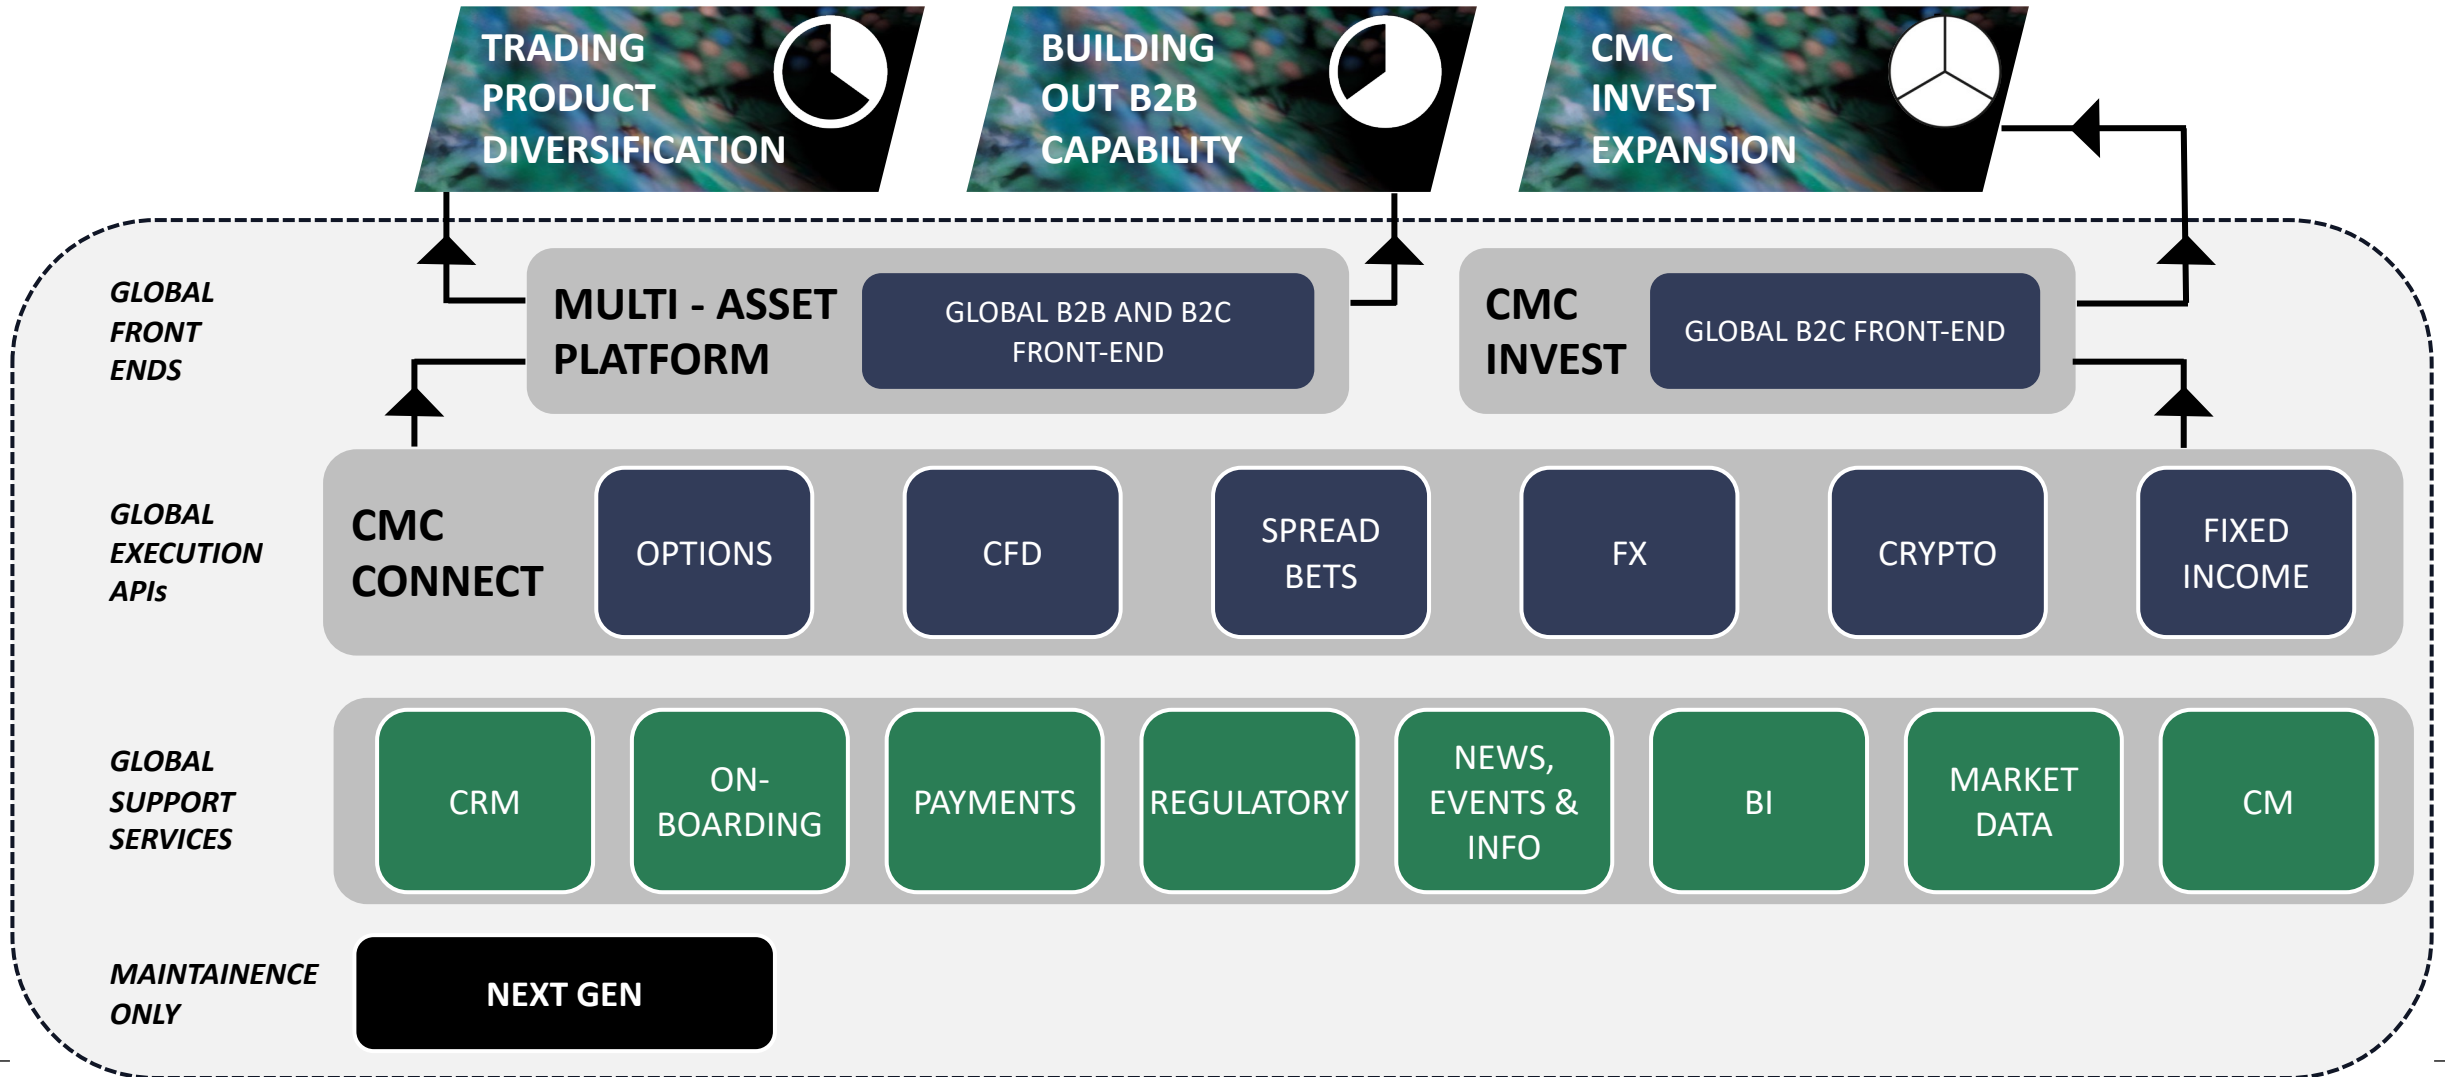 TRADING
PRODUCT
DIVERSIFICATION
BUILDING
OUT B2B
CAPABILITY
CMC
INVEST
EXPANSION
GLOBAL
FRONT
ENDS
MULTI - ASSET
PLATFORM
GLOBAL B2B AND B2C
FRONT-END
CMC
INVEST
GLOBAL B2C FRONT-END
GLOBAL
EXECUTION
APIs
CMC
CONNECT
OPTIONS
CFD
SPREAD
BETS
FX
CRYPTO
FIXED
INCOME
GLOBAL
SUPPORT
SERVICES
CRM
ON-
BOARDING
PAYMENTS
REGULATORY
NEWS,
EVENTS &
INFO
BI
MARKET
DATA
CM
MAINTAINENCE
ONLY
NEXT GEN